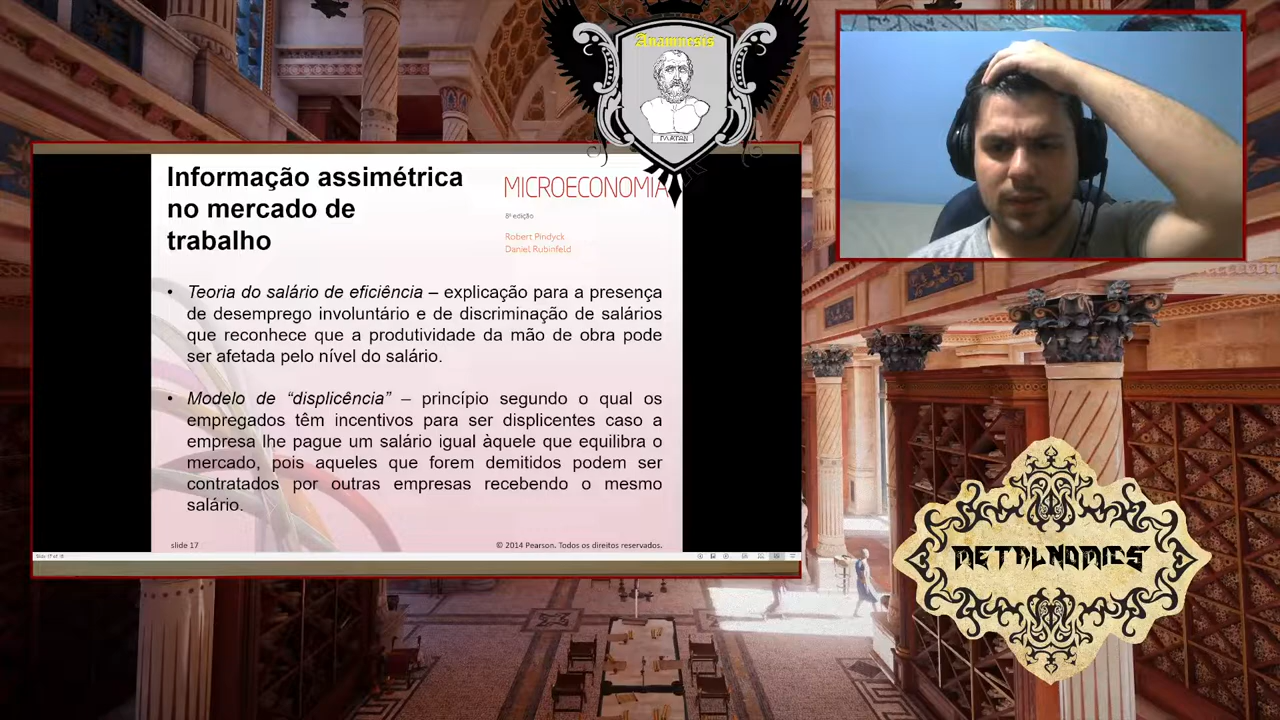 Anamnesis
ΠΛΑΤΩΝ
Informação assimétrica
no mercado de
trabalho
MICROECONOMIA
8ª edição
Robert Pindyck
Daniel Rubinfeld
• Teoria do salário de eficiência – explicação para a presença
de desemprego involuntário e de discriminação de salários
que reconhece que a produtividade da mão de obra pode
ser afetada pelo nível do salário.
• Modelo de “displicência” – princípio segundo o qual os
empregados têm incentivos para ser displicentes caso a
empresa lhe pague um salário igual àquele que equilibra o
mercado, pois aqueles que forem demitidos podem ser
contratados por outras empresas recebendo o mesmo
salário.
slide 17
© 2014 Pearson. Todos os direitos reservados.
METALNOMICS